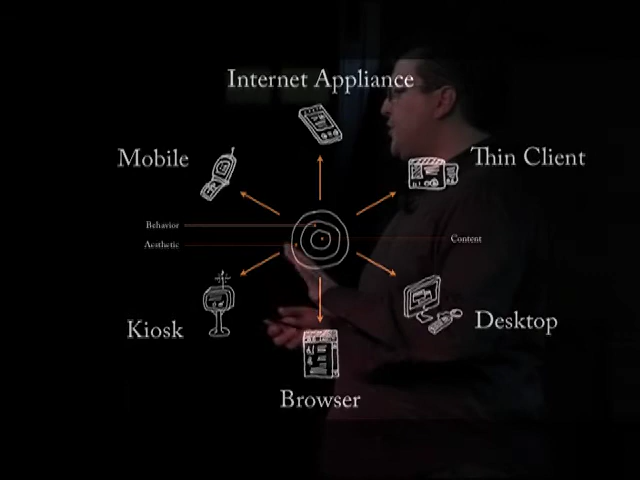 Internet Appliance
Mobile
Thin Client
Behavior
Aesthetic
Content
Kiosk
Desktop
Browser